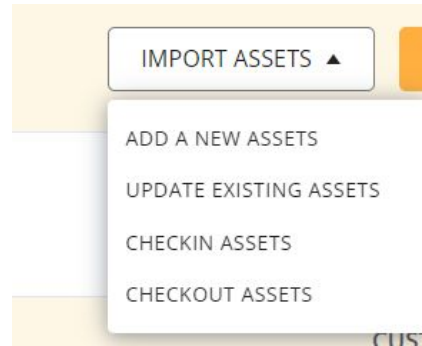 IMPORT ASSETS ▲
ADD A NEW ASSETS
UPDATE EXISTING ASSETS
CHECKIN ASSETS
CHECKOUT ASSETS